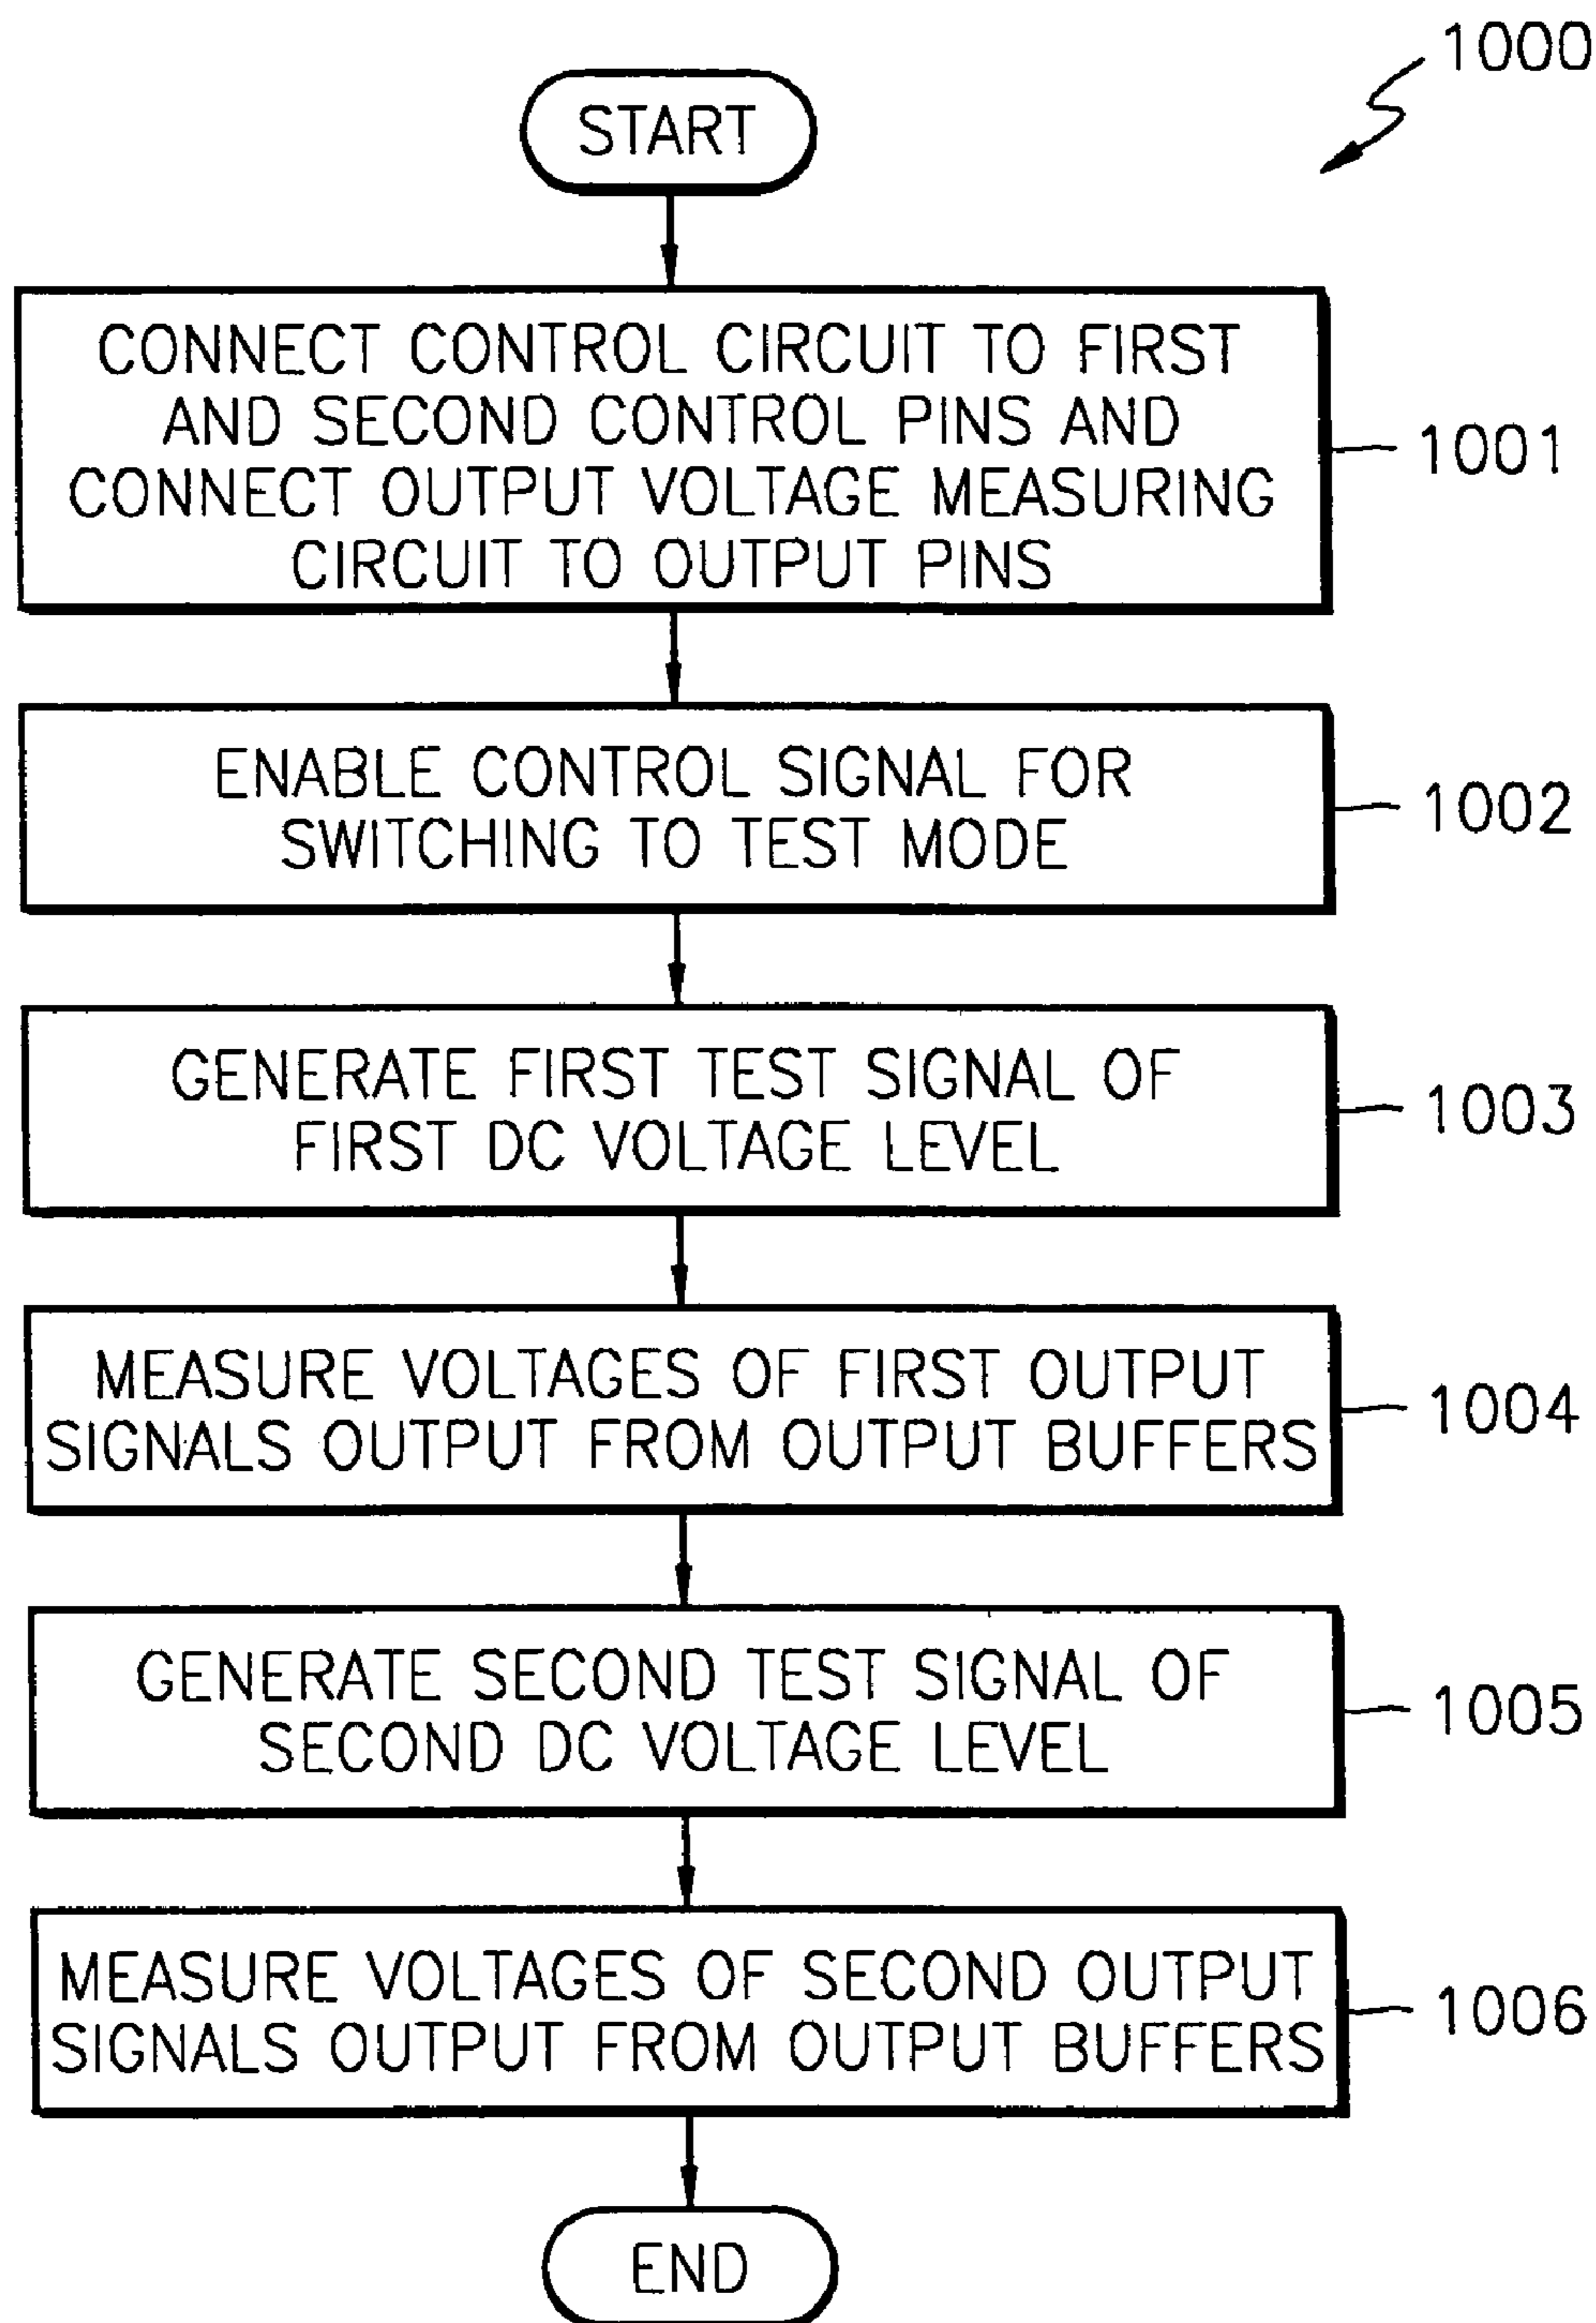 1000
START
CONNECT CONTROL CIRCUIT TO FIRST
AND SECOND CONTROL PINS AND
CONNECT OUTPUT VOLTAGE MEASURING
CIRCUIT TO OUTPUT PINS
1001
ENABLE CONTROL SIGNAL FOR
SWITCHING TO TEST MODE
1002
GENERATE FIRST TEST SIGNAL OF
FIRST DC VOLTAGE LEVEL
1003
MEASURE VOLTAGES OF FIRST OUTPUT
SIGNALS OUTPUT FROM OUTPUT BUFFERS
1004
GENERATE SECOND TEST SIGNAL OF
SECOND DC VOLTAGE LEVEL
1005
MEASURE VOLTAGES OF SECOND OUTPUT
SIGNALS OUTPUT FROM OUTPUT BUFFERS
1006
END